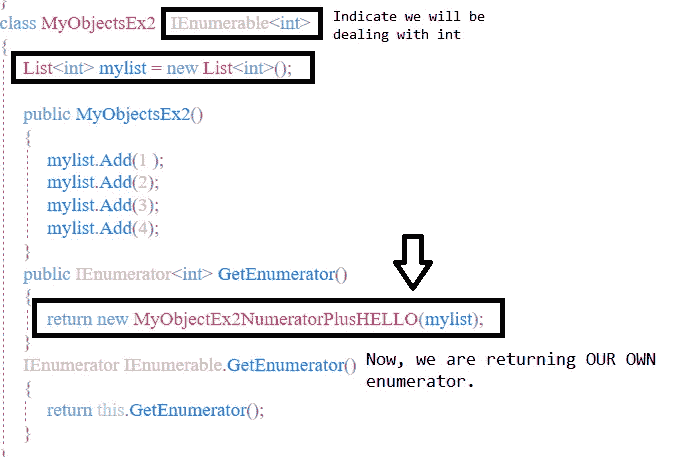 }
class MyObjectsEx2 IEnumerable<int>
Indicate we will be
dealing with int
{
List<int> mylist = new List<int>();
public MyObjectsEx2()
{
mylist.Add(1 );
mylist.Add(2);
mylist.Add(3);
mylist.Add(4);
}
public IEnumerator<int> GetEnumerator()
{
return new MyObjectEx2NumeratorPlusHELLO(mylist);
}
IEnumerator IEnumerable.GetEnumerator()
Now, we are returning OUR OWN
enumerator.
{
return this.GetEnumerator();
}
}